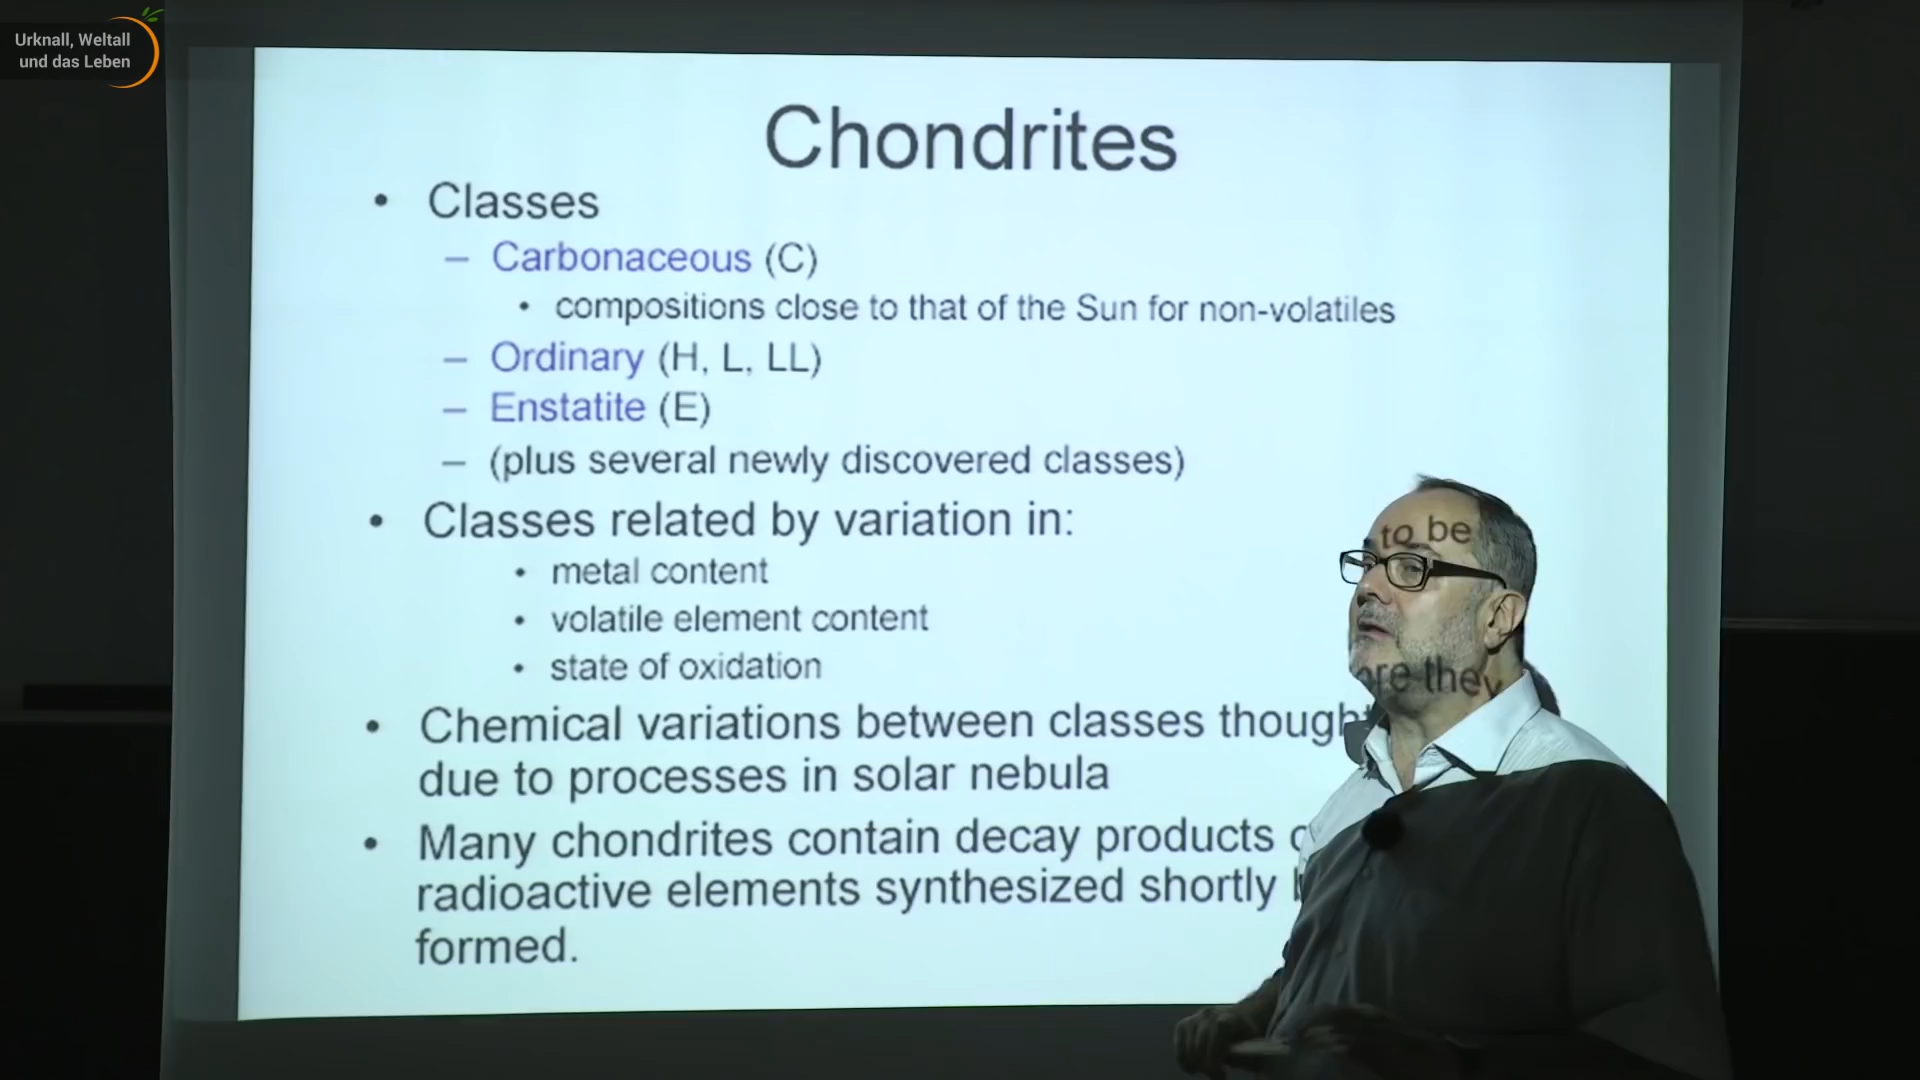 Urknall, Weltall
und das Leben
Chondrites
• Classes
– Carbonaceous (C)
• compositions close to that of the Sun for non-volatiles
– Ordinary (H, L, LL)
– Enstatite (E)
– (plus several newly discovered classes)
• Classes related by variation in:
• metal content
• volatile element content
• state of oxidation
• Chemical variations between classes thought to be
due to processes in solar nebula
• Many chondrites contain decay products
radioactive elements synthesized shortly they
formed.